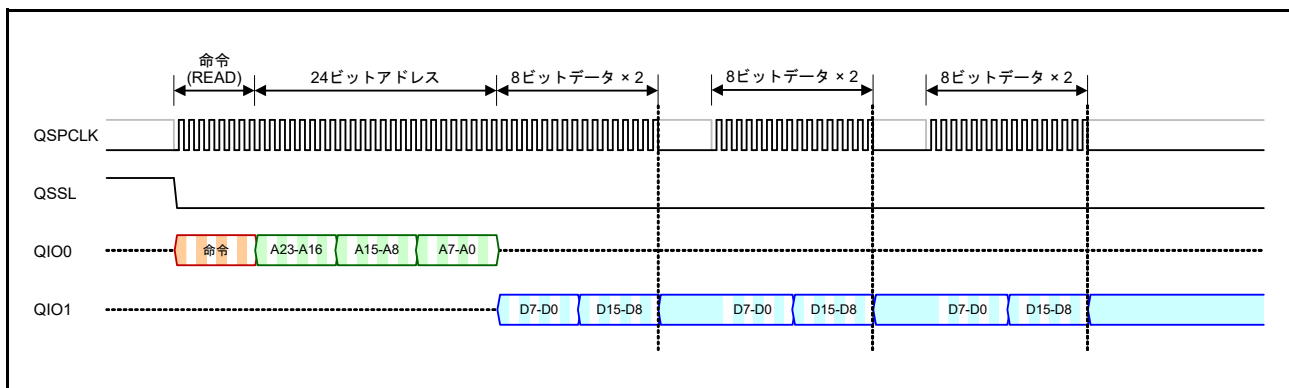 命令
(READ)
24ビットアドレス
8ビットデータ × 2
8ビットデータ × 2
8ビットデータ × 2
QSPCLK
QSSL
QIO0
命令
A23-A16
A15-A8
A7-A0
QIO1
D7-D0
D15-D8
D7-D0
D15-D8
D7-D0
D15-D8